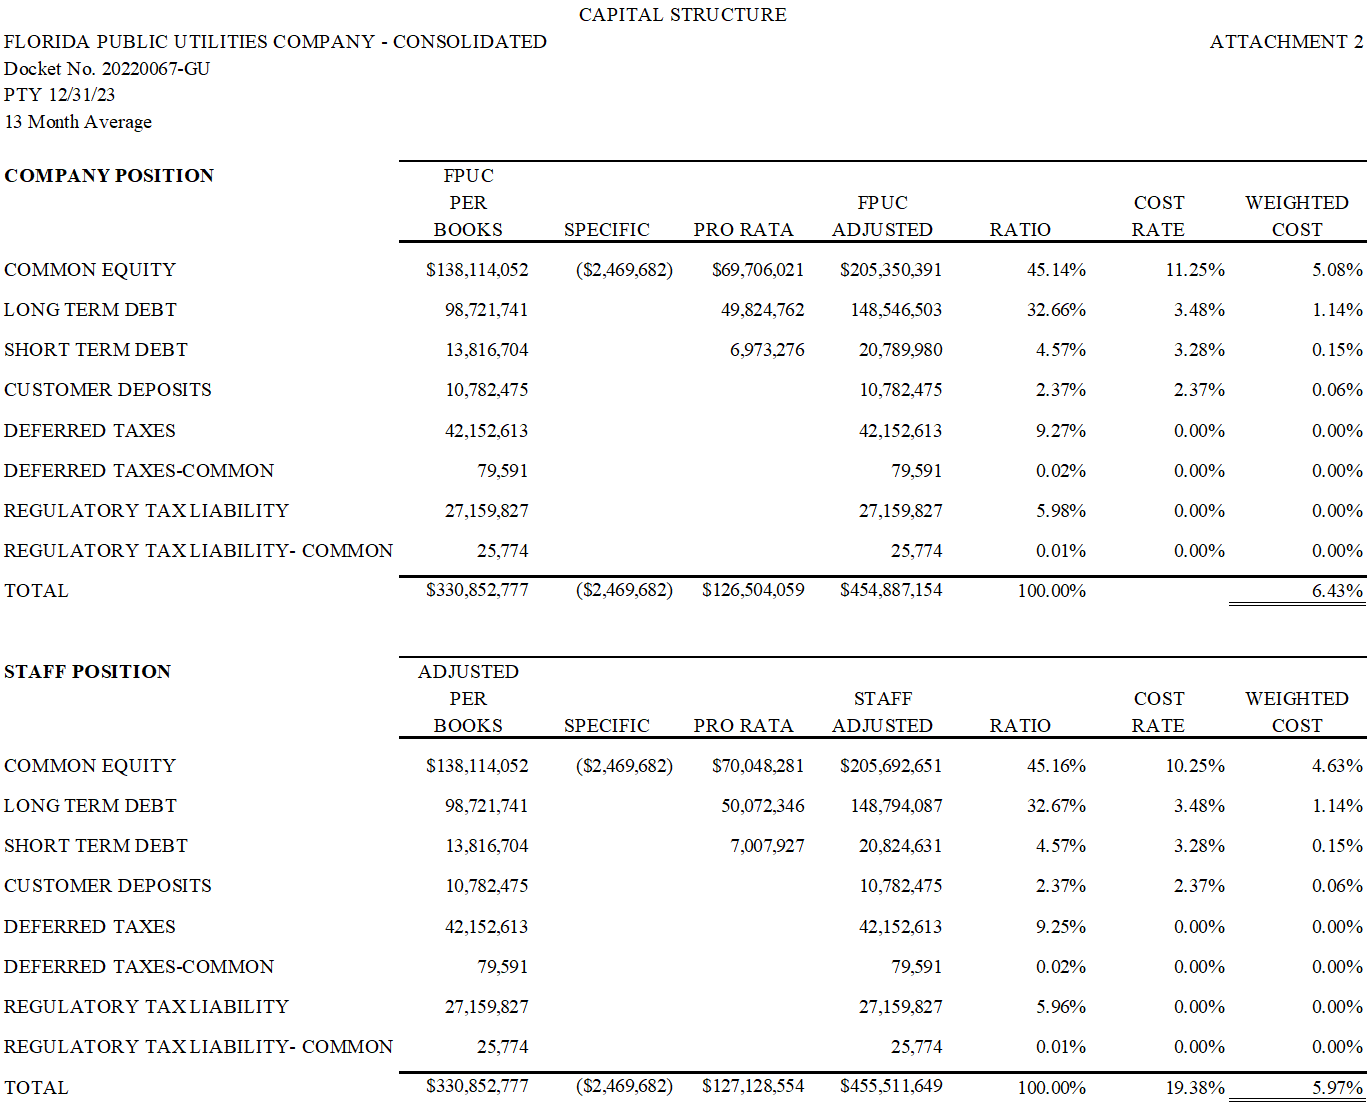 CAPITAL STRUCTURE
FLORIDA PUBLIC UTILITIES COMPANY - CONSOLIDATED ATTACHMENT 2
Docket No. 20220067-GU
PTY 12/31/23
13 Month Average
COMPANY POSITION FPUC
PER FPUC COST WEIGHTED
BOOKS SPECIFIC PRO RATA ADJUSTED RATIO RATE COST
COMMON EQUITY $138,114,052 ($2,469,682) $69,706,021 $205,350,391 45.14% 11.25% 5.08%
LONG TERM DEBT 98,721,741 49,824,762 148,546,503 32.66% 3.48% 1.14%
SHORT TERM DEBT 13,816,704 6,973,276 20,789,980 4.57% 3.28% 0.15%
CUSTOMER DEPOSITS 10,782,475 10,782,475 2.37% 2.37% 0.06%
DEFERRED TAXES 42,152,613 42,152,613 9.27% 0.00% 0.00%
DEFERRED TAXES-COMMON 79,591 79,591 0.02% 0.00% 0.00%
REGULATORY TAX LIABILITY 27,159,827 27,159,827 5.98% 0.00% 0.00%
REGULATORY TAX LIABILITY- COMMON 25,774 25,774 0.01% 0.00% 0.00%
TOTAL $330,852,777 ($2,469,682) $126,504,059 $454,887,154 100.00% 6.43%
STAFF POSITION ADJUSTED
PER STAFF COST WEIGHTED
BOOKS SPECIFIC PRO RATA ADJUSTED RATIO RATE COST
COMMON EQUITY $138,114,052 ($2,469,682) $70,048,281 $205,692,651 45.16% 10.25% 4.63%
LONG TERM DEBT 98,721,741 50,072,346 148,794,087 32.67% 3.48% 1.14%
SHORT TERM DEBT 13,816,704 7,007,927 20,824,631 4.57% 3.28% 0.15%
CUSTOMER DEPOSITS 10,782,475 10,782,475 2.37% 2.37% 0.06%
DEFERRED TAXES 42,152,613 42,152,613 9.25% 0.00% 0.00%
DEFERRED TAXES-COMMON 79,591 79,591 0.02% 0.00% 0.00%
REGULATORY TAX LIABILITY 27,159,827 27,159,827 5.96% 0.00% 0.00%
REGULATORY TAX LIABILITY- COMMON 25,774 25,774 0.01% 0.00% 0.00%
TOTAL $330,852,777 ($2,469,682) $127,128,554 $455,511,649 100.00% 19.38% 5.97%